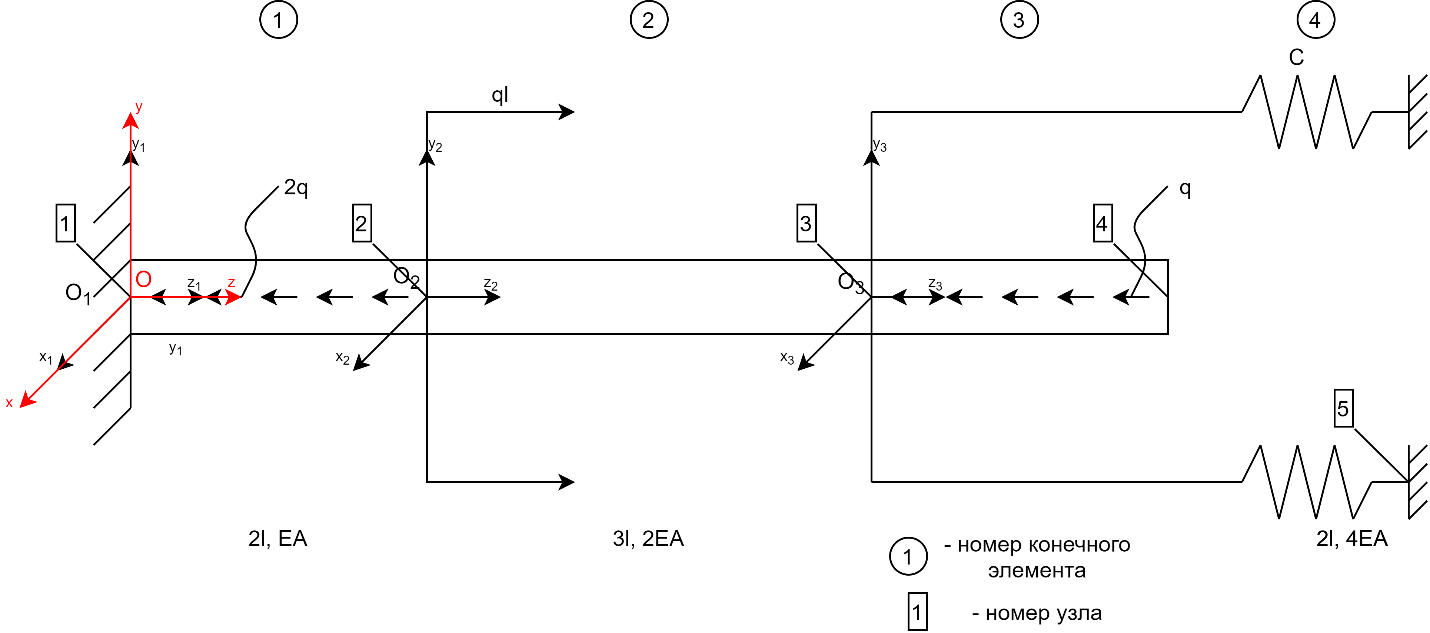 1
2
3
4
C
ql
y
y₁
y₂
y₃
1
2q
2
3
4
q
O
O₁
z₁
z
O₂
z₂
O₃
z₃
y₁
x₁
x₂
x₃
x
5
2l, EA
3l, 2EA
2l, 4EA
1 - номер конечного
элемента
1 - номер узла